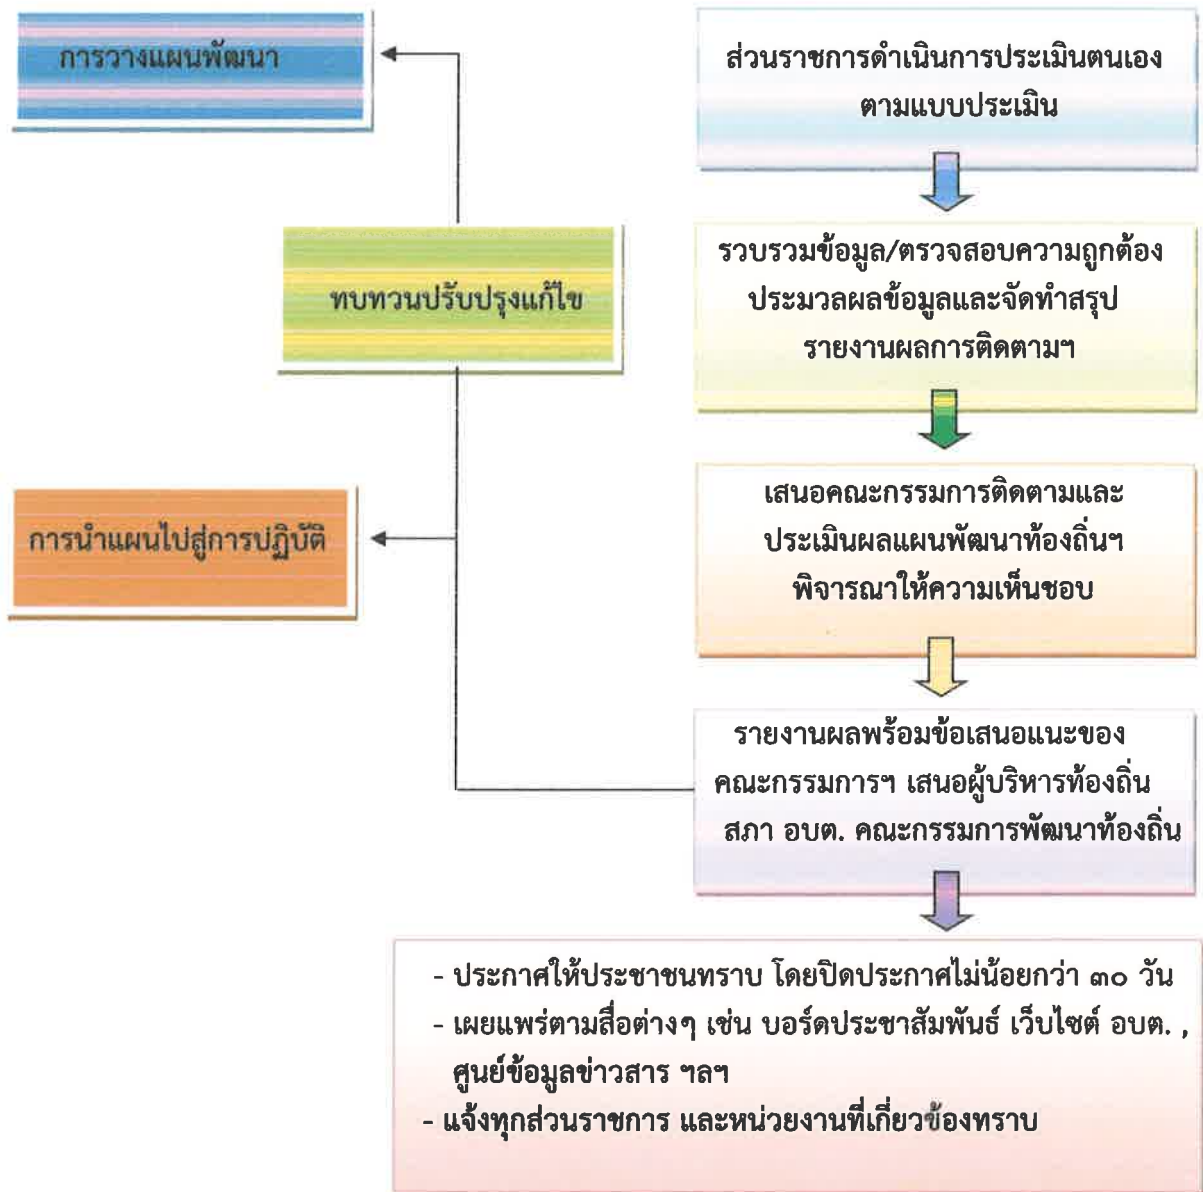 การวางแผนพัฒนา
ทบทวนปรับปรุงแก้ไข
การนำแผนไปสู่การปฏิบัติ
ส่วนราชการดำเนินการประเมินตนเอง
ตามแบบประเมิน
รวบรวมข้อมูล/ตรวจสอบความถูกต้อง
ประมวลผลข้อมูลและจัดทำสรุป
รายงานผลการติดตามฯ
เสนอคณะกรรมการติดตามและ
ประเมินผลแผนพัฒนาท้องถิ่นฯ
พิจารณาให้ความเห็นชอบ
รายงานผลพร้อมข้อเสนอแนะของ
คณะกรรมการฯ เสนอผู้บริหารท้องถิ่น
สภา อบต. คณะกรรมการพัฒนาท้องถิ่น
- ประกาศให้ประชาชนทราบ โดยปิดประกาศไม่น้อยกว่า ๓๐ วัน
- เผยแพร่ตามสื่อต่างๆ เช่น บอร์ดประชาสัมพันธ์ เว็บไซต์ อบต. ,
ศูนย์ข้อมูลข่าวสาร ฯลฯ
- แจ้งทุกส่วนราชการ และหน่วยงานที่เกี่ยวข้องทราบ